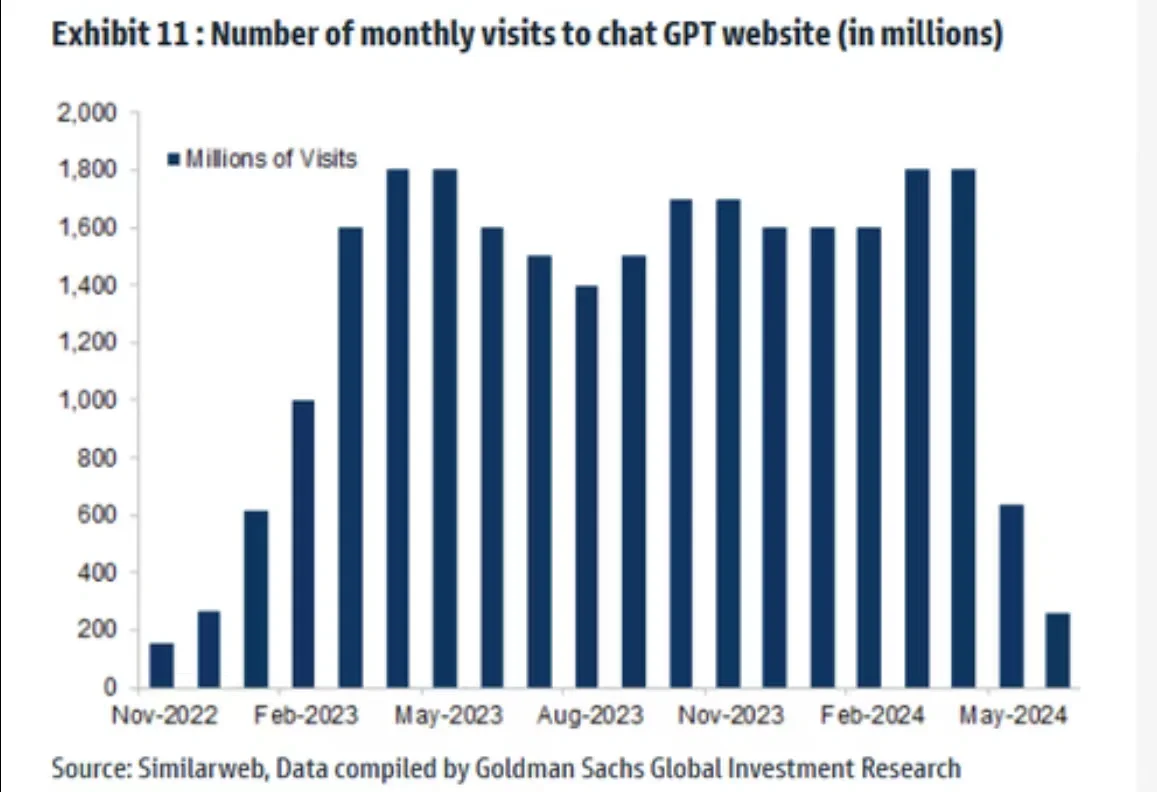 Exhibit 11 : Number of monthly visits to chat GPT website (in millions)
2,000
Millions of Visits
1,800
1,600
1,400
1,200
1,000
800
600
400
200
0
Nov-2022 Feb-2023 May-2023 Aug-2023 Nov-2023 Feb-2024 May-2024
Source: Similarweb, Data compiled by Goldman Sachs Global Investment Research